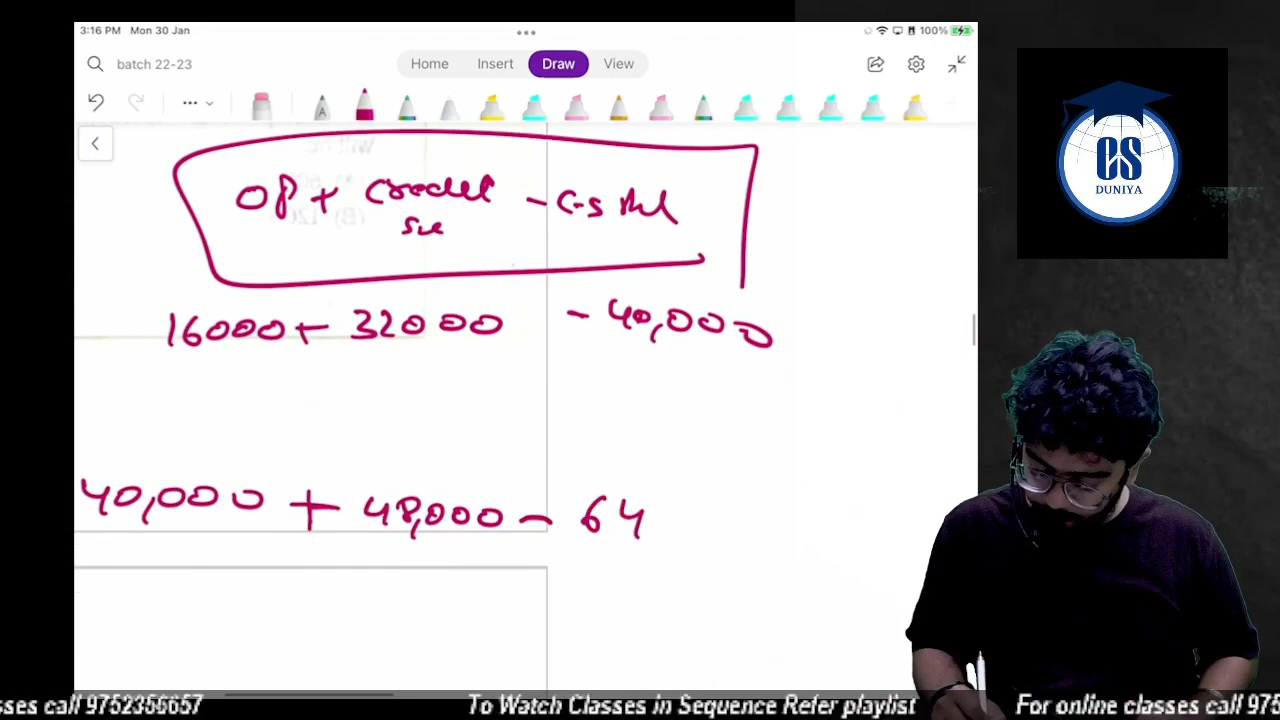 3:16 PM Mon 30 Jan
100%
batch 22-23
Home Insert Draw View
OP + Credit -
16000 + 32000 - 40,000
40,000 + 48,000 - 64
CS
DUNIYA
sses call 9752356657 To Watch Classes in Sequence Refer playlist For online classes call 975